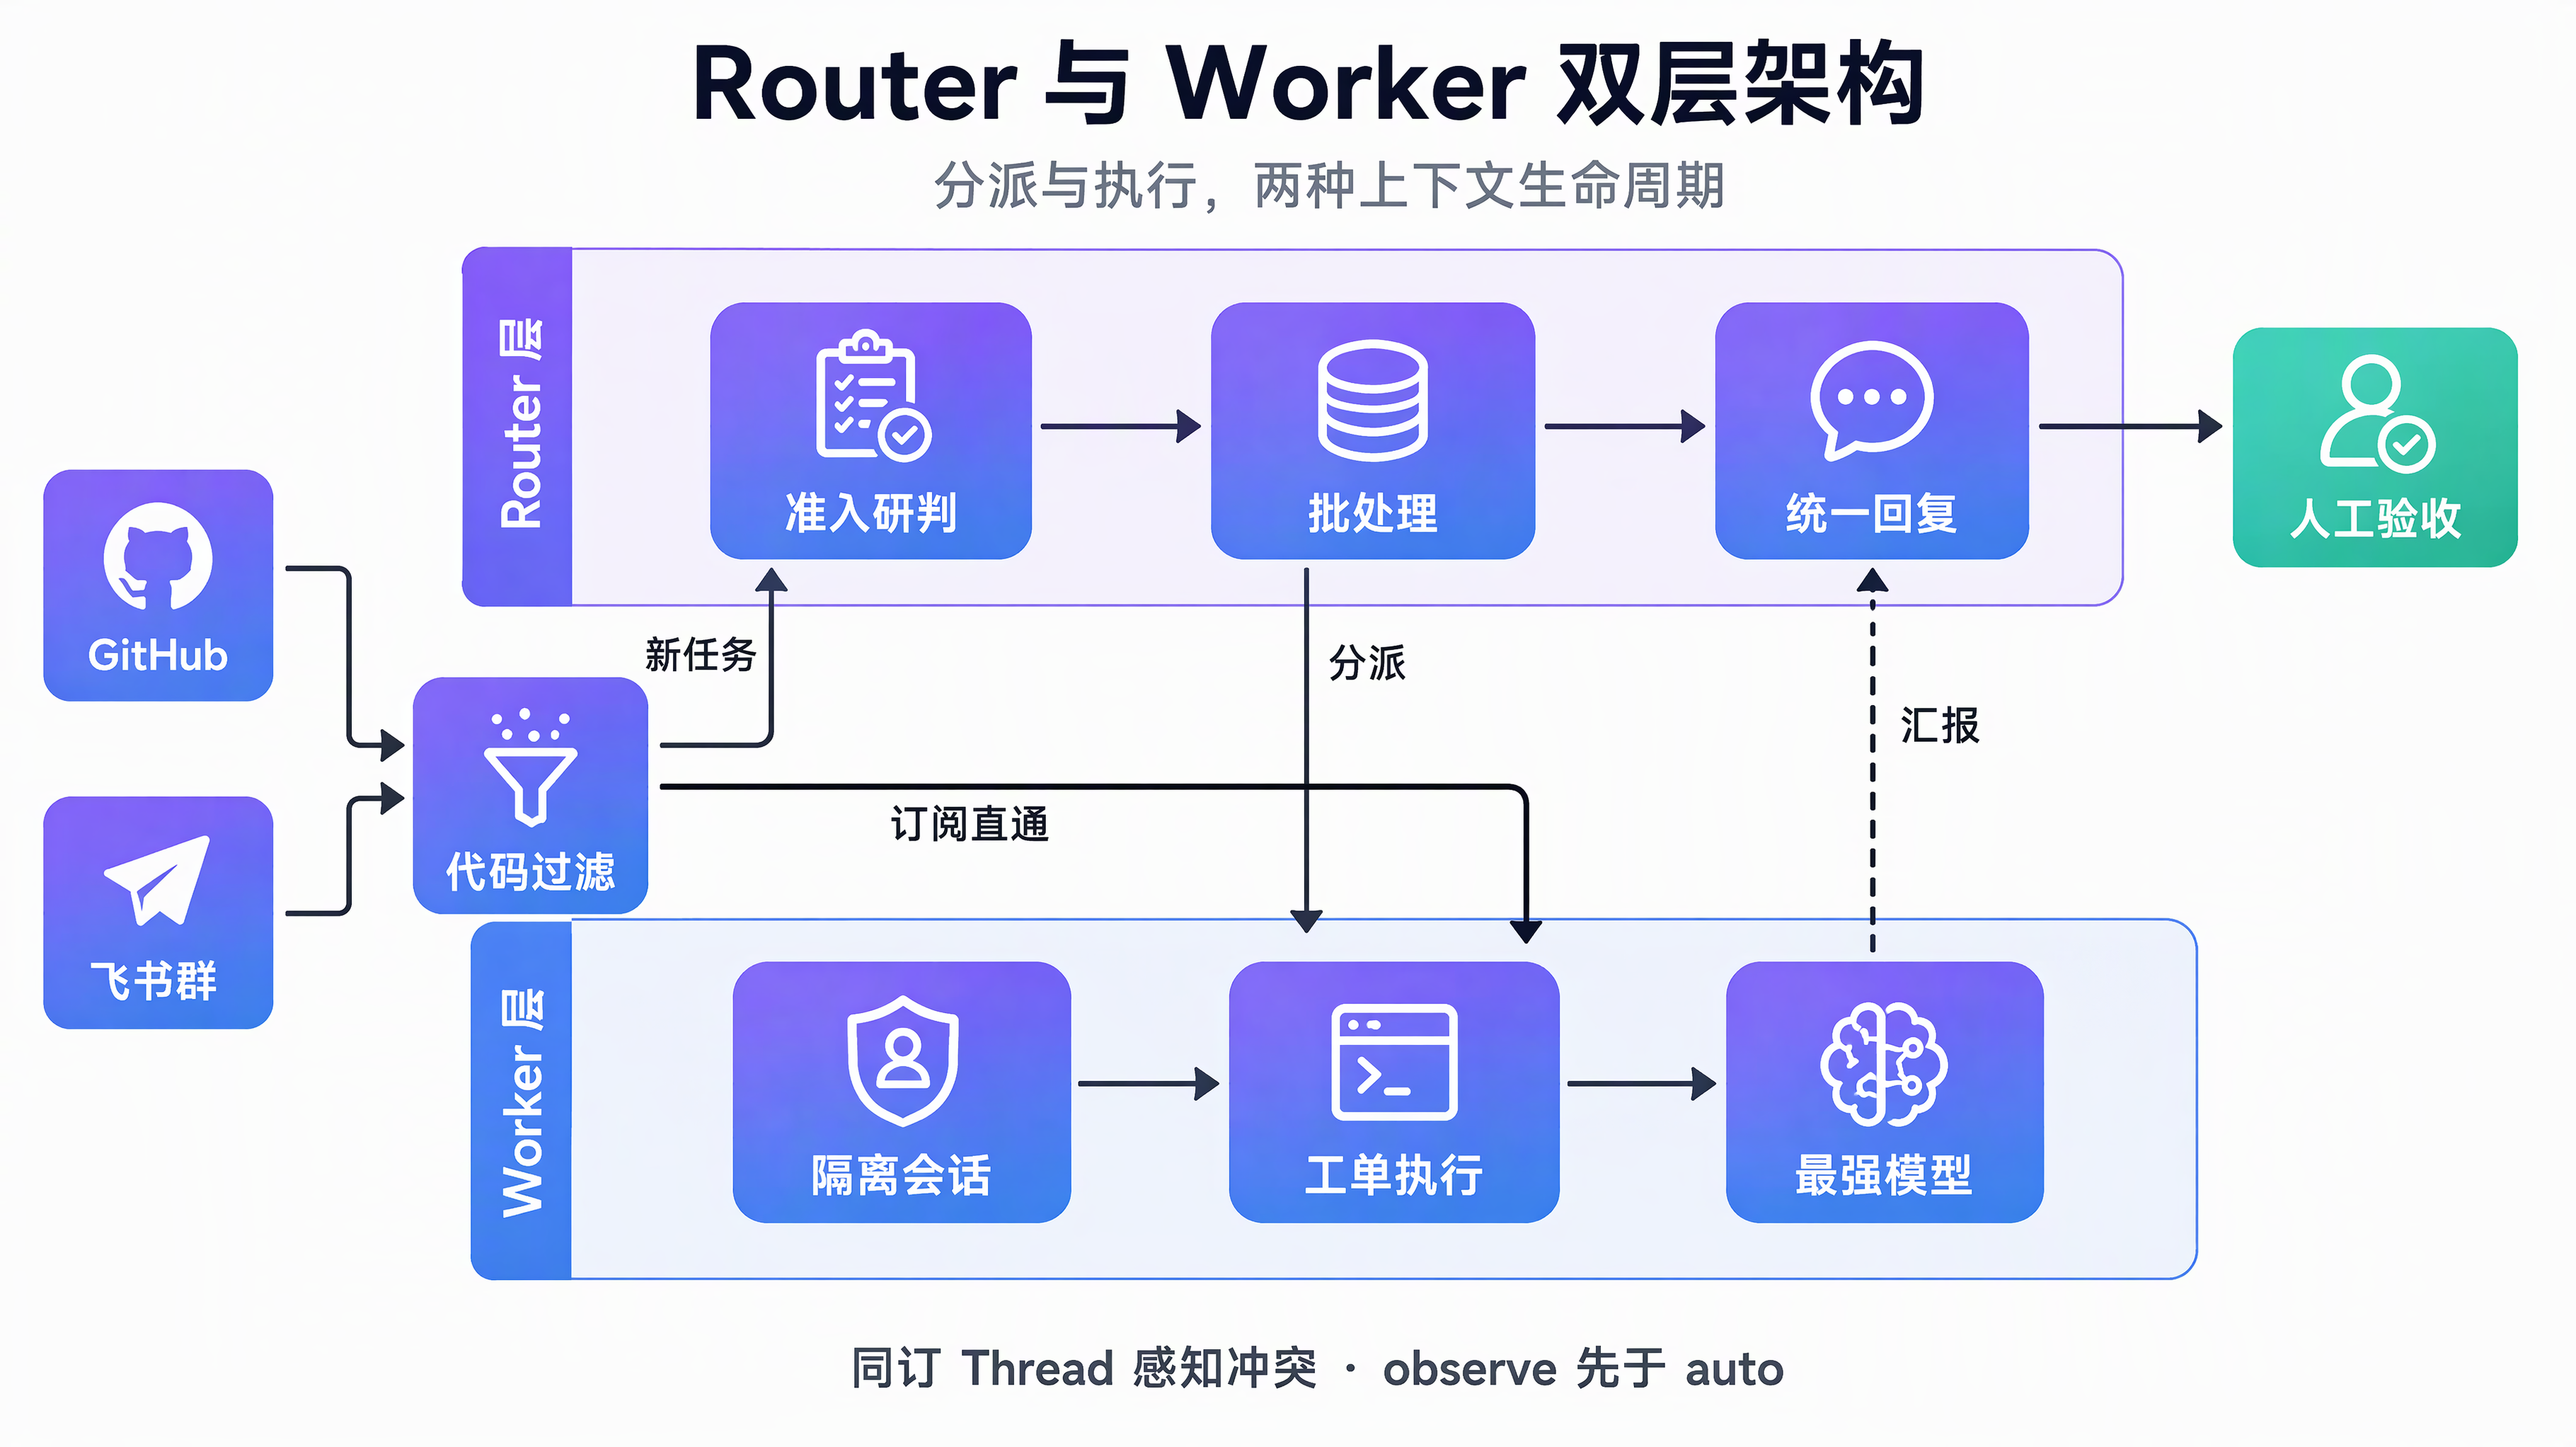 Router 与 Worker 双层架构
分派与执行，两种上下文生命周期
Router 层
准入研判
批处理
统一回复
人工验收
GitHub
飞书群
代码过滤
新任务
分派
订阅直通
汇报
Worker 层
隔离会话
工单执行
最强模型
同订 Thread 感知冲突 · observe 先于 auto